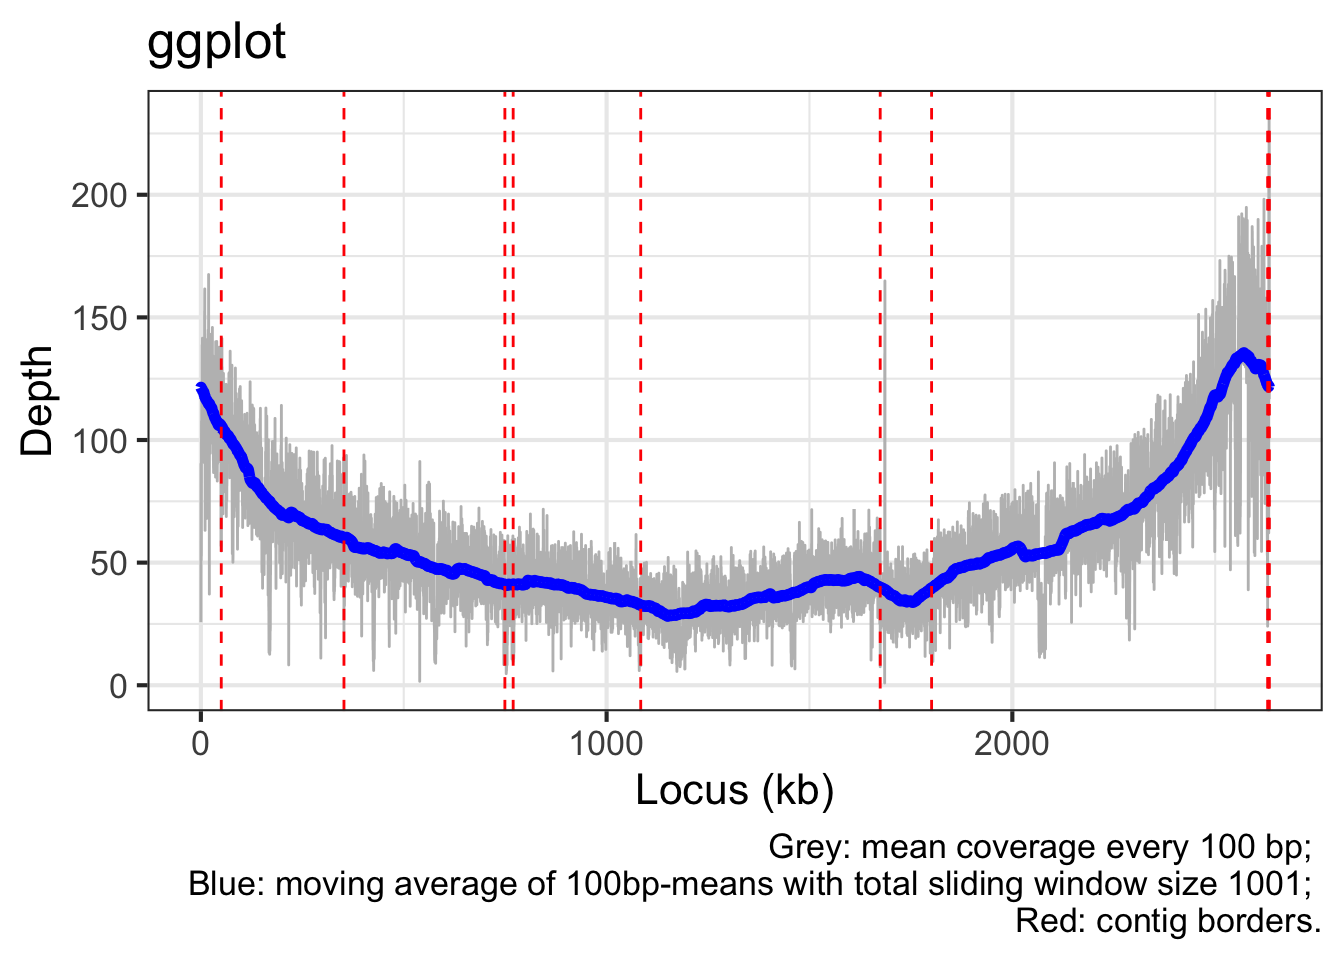 ggplot
200
150
100
50
0
Depth
0 1000 2000
Locus (kb)
Grey: mean coverage every 100 bp;
Blue: moving average of 100bp-means with total sliding window size 1001;
Red: contig borders.